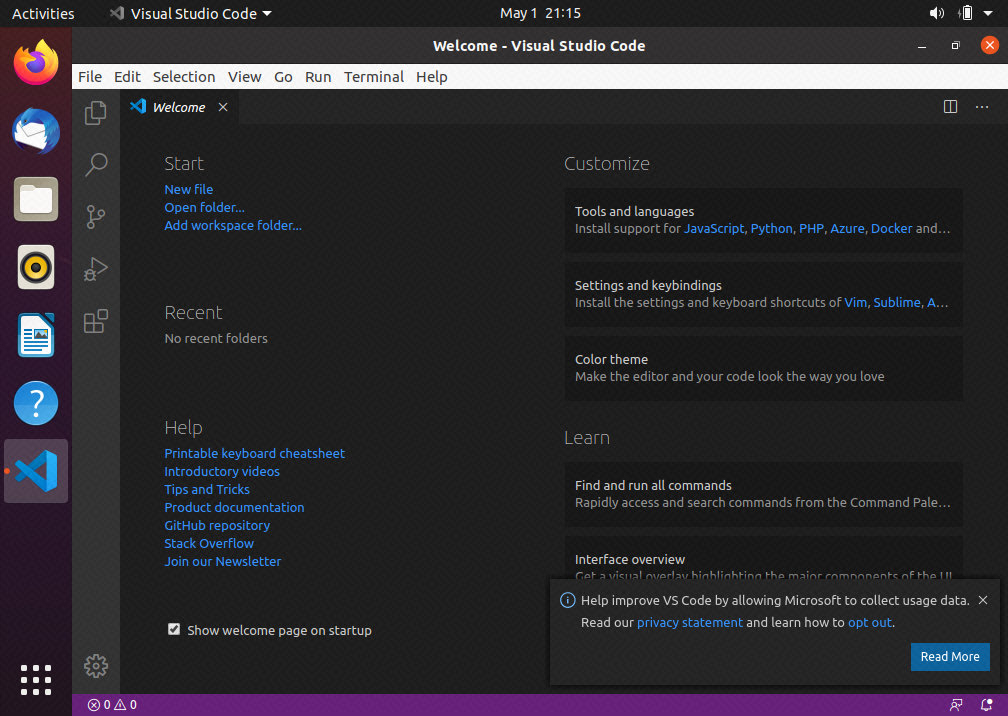 Activities
Visual Studio Code
May 1 21:15
Welcome - Visual Studio Code
File Edit Selection View Go Run Terminal Help
Welcome
Start
New file
Open folder...
Add workspace folder...
Recent
No recent folders
Help
Printable keyboard cheatsheet
Introductory videos
Tips and Tricks
Product documentation
GitHub repository
Stack Overflow
Join our Newsletter
Show welcome page on startup
Customize
Tools and languages
Install support for JavaScript, Python, PHP, Azure, Docker and...
Settings and keybindings
Install the settings and keyboard shortcuts of Vim, Sublime, A...
Color theme
Make the editor and your code look the way you love
Learn
Find and run all commands
Rapidly access and search commands from the Command Pale...
Interface overview
Get a visual overlay highlighting the major components of the UI
Help improve VS Code by allowing Microsoft to collect usage data.
Read our privacy statement and learn how to opt out.
Read More
0 0